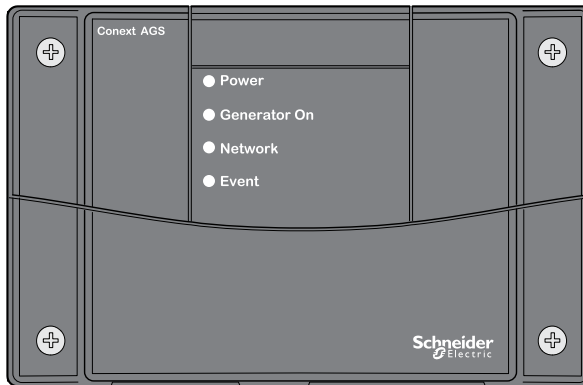 Conext AGS
Power
Generator On
Network
Event
Schneider
Electric